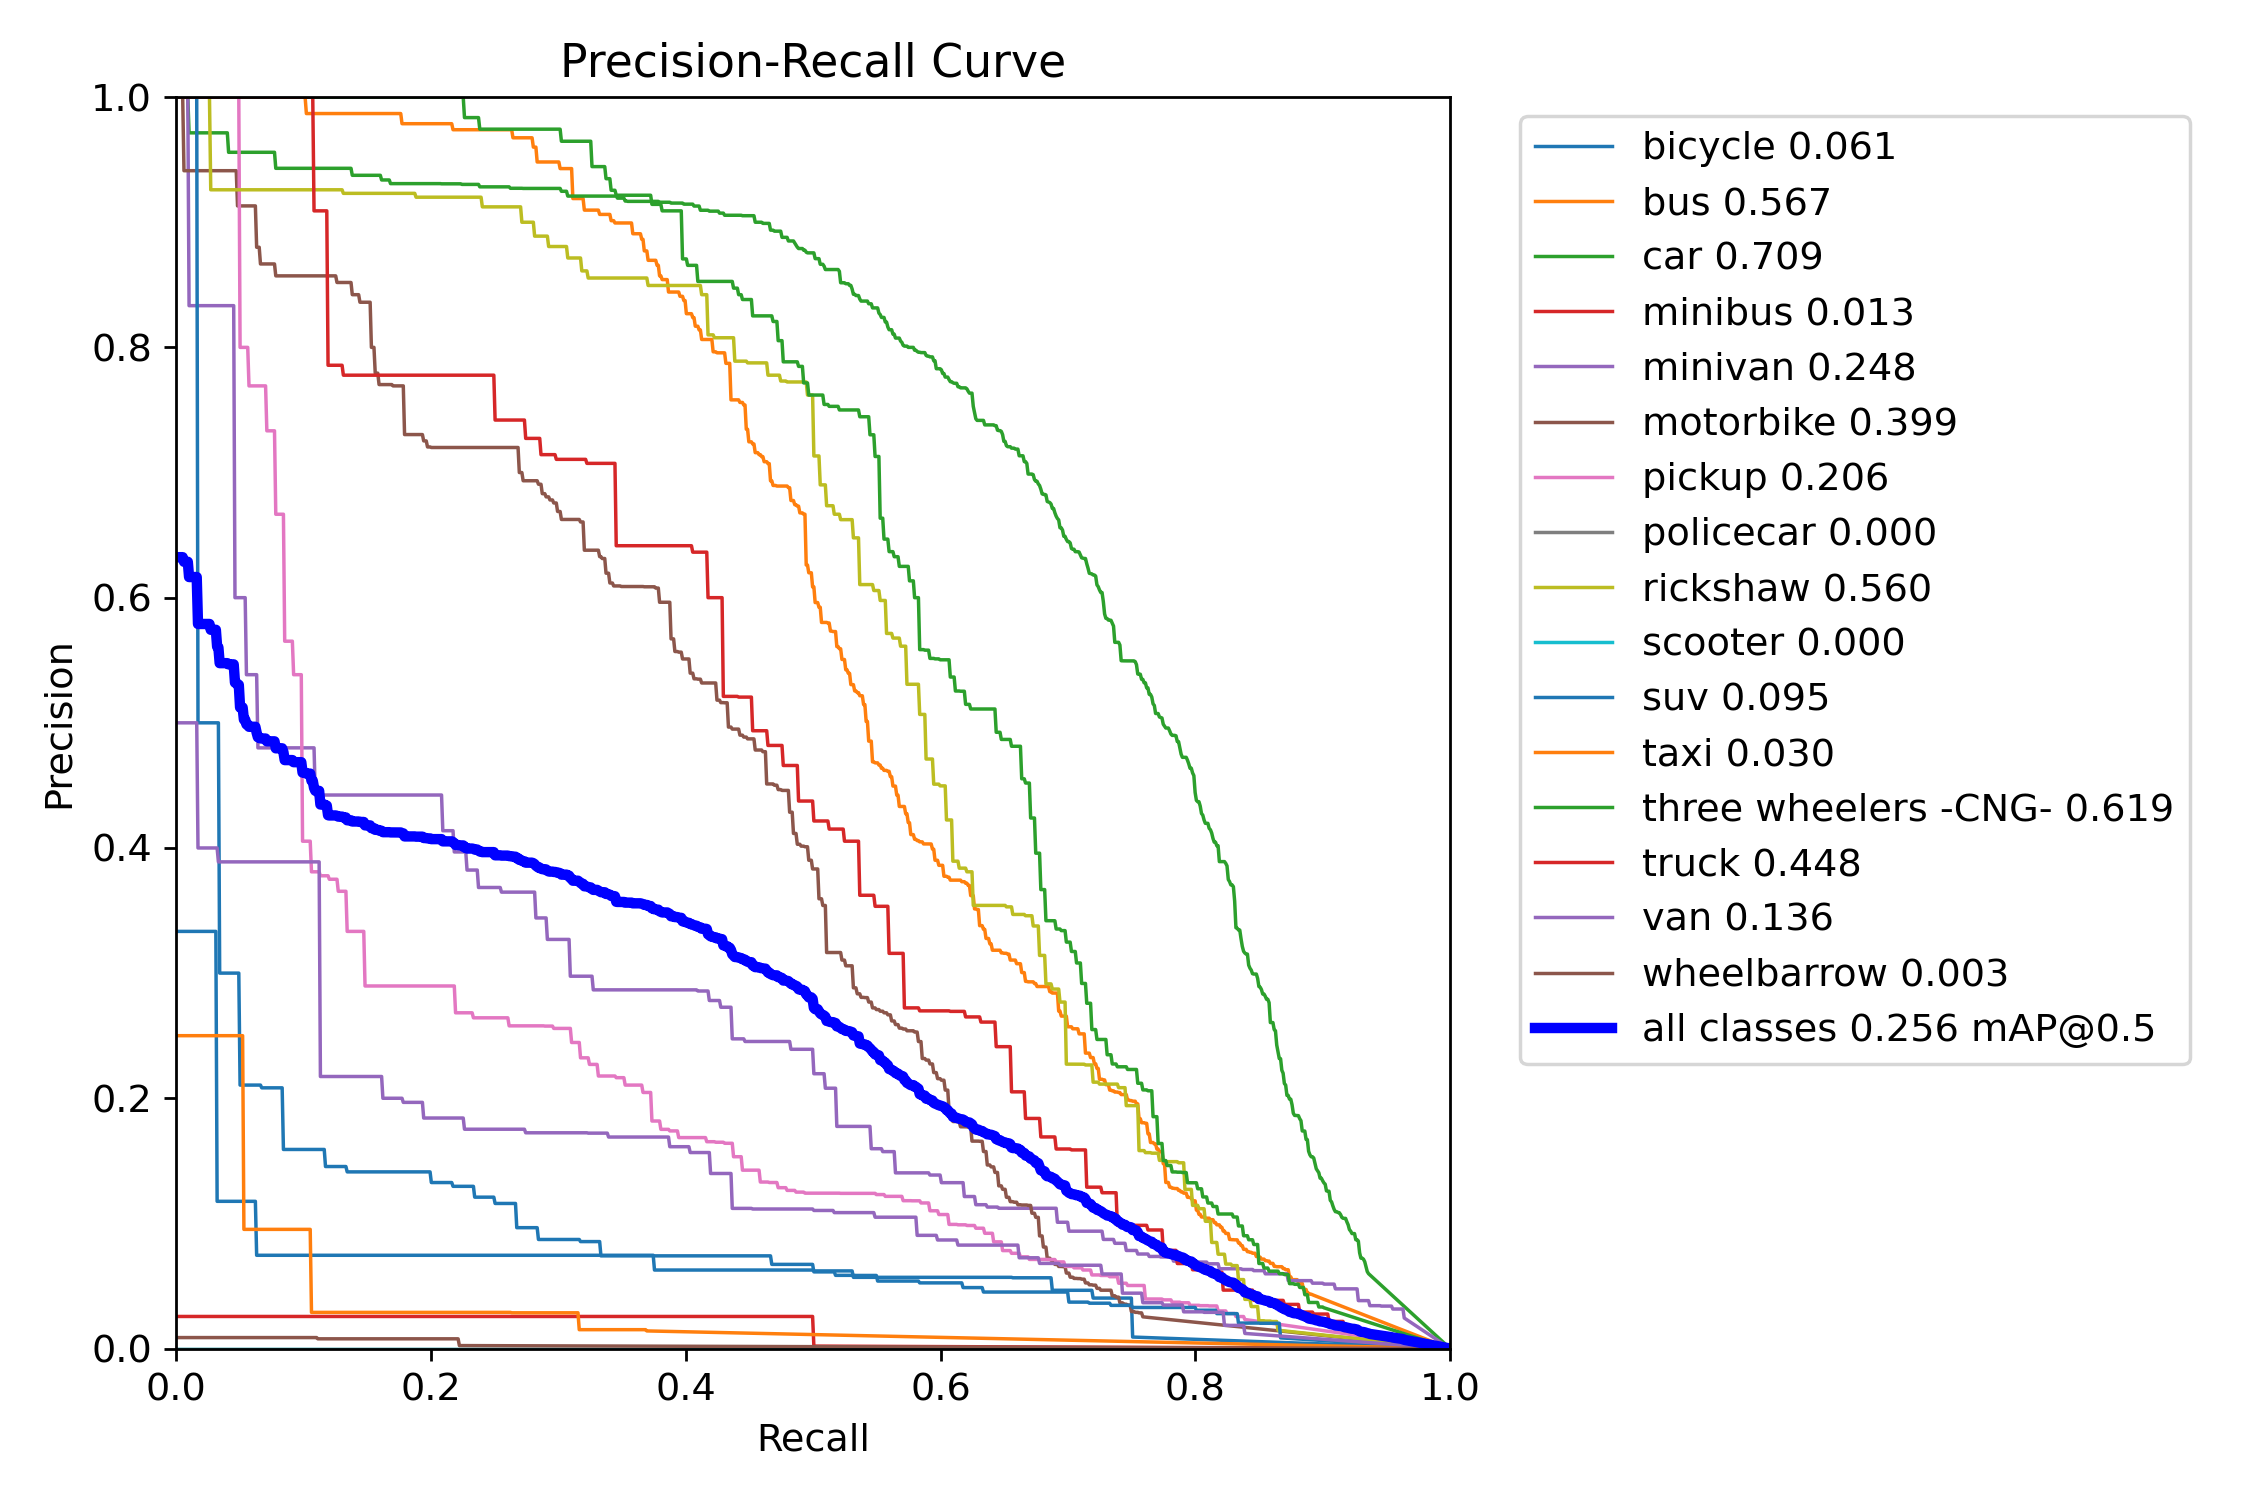 Precision-Recall Curve
1.0
0.8
0.6
0.4
0.2
0.0
Precision
0.0 0.2 0.4 0.6 0.8 1.0
Recall
bicycle 0.061
bus 0.567
car 0.709
minibus 0.013
minivan 0.248
motorbike 0.399
pickup 0.206
policecar 0.000
rickshaw 0.560
scooter 0.000
suv 0.095
taxi 0.030
three wheelers -CNG- 0.619
truck 0.448
van 0.136
wheelbarrow 0.003
all classes 0.256 mAP@0.5